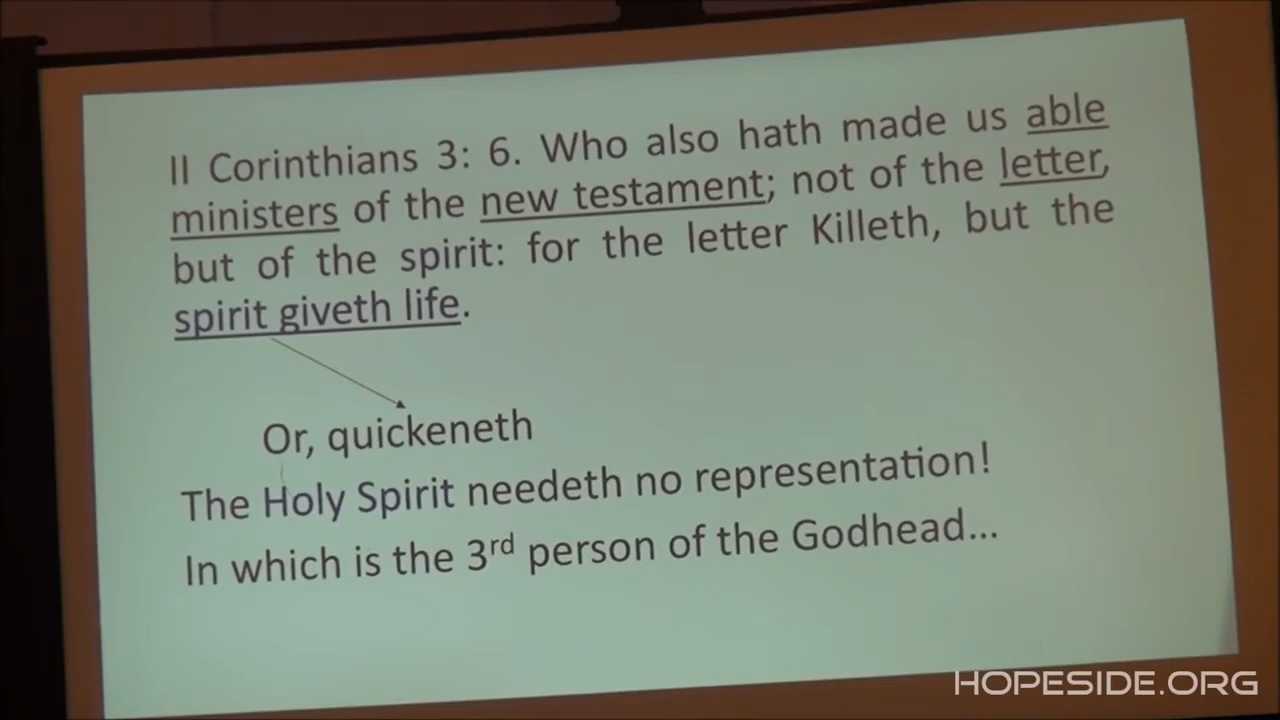 II Corinthians 3: 6. Who also hath made us able
ministers of the new testament; not of the letter,
but of the spirit: for the letter Killeth, but the
spirit giveth life.
Or, quickeneth
The Holy Spirit needeth no representation!
In which is the 3rd person of the Godhead...
HOPESIDE.ORG